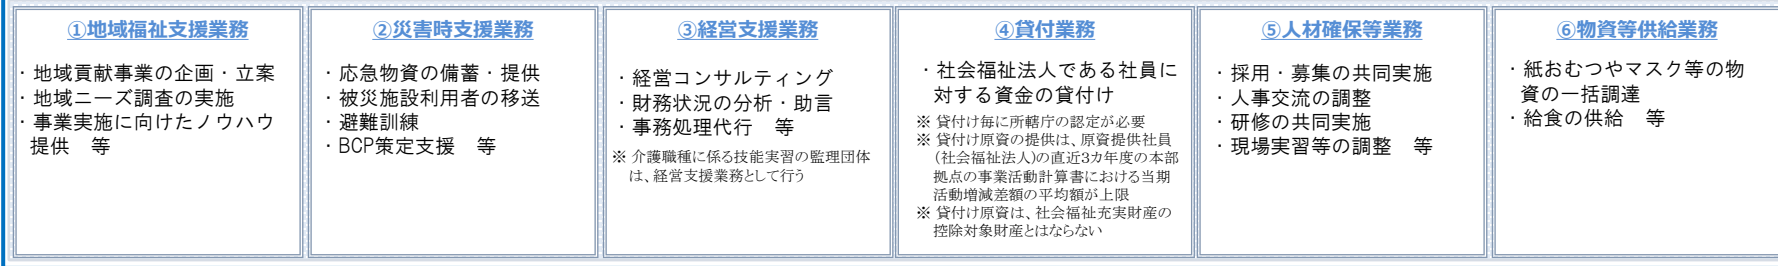 ①地域福祉支援業務
・地域貢献事業の企画・立案
・地域ニーズ調査の実施
・事業実施に向けたノウハウ
提供　等
②災害時支援業務
・応急物資の備蓄・提供
・被災施設利用者の移送
・避難訓練
・BCP策定支援　等
③経営支援業務
・経営コンサルティング
・財務状況の分析・助言
・事務処理代行　等
※ 介護職種に係る技能実習の監理団体
は、経営支援業務として行う
④貸付業務
・社会福祉法人である社員に
対する資金の貸付け
※ 貸付け毎に所轄庁の認定が必要
※ 貸付け原資の提供は、原資提供社員
(社会福祉法人)の直近3カ年度の本部
拠点の事業活動計算書における当期
活動増減差額の平均額が上限
※ 貸付け原資は、社会福祉充実財産の
控除対象財産とはならない
⑤人材確保等業務
・採用・募集の共同実施
・人事交流の調整
・研修の共同実施
・現場実習等の調整　等
⑥物資等供給業務
・紙おむつやマスク等の物
資の一括調達
・給食の供給　等